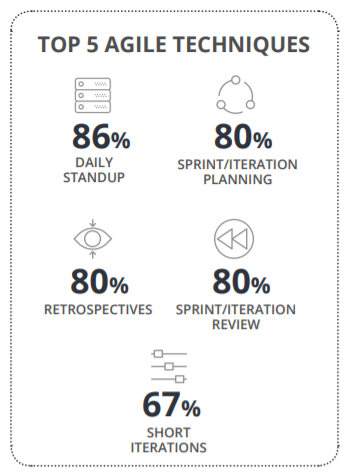 TOP 5 AGILE TECHNIQUES
86%
DAILY
STANDUP
80%
SPRINT/ITERATION
PLANNING
80%
RETROSPECTIVES
80%
SPRINT/ITERATION
REVIEW
67%
SHORT
ITERATIONS